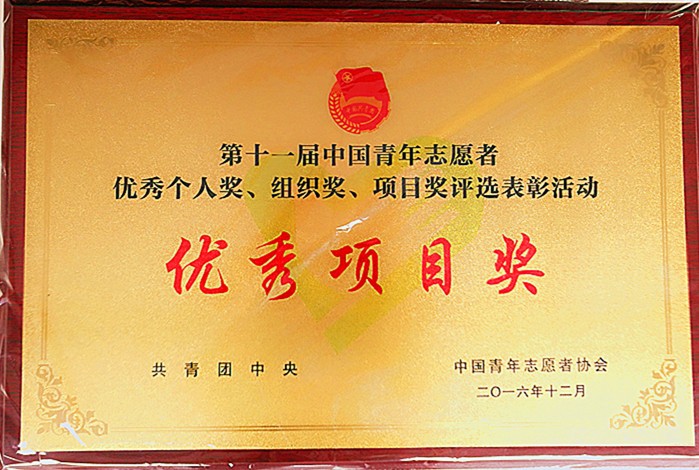 第十一届中国青年志愿者
优秀个人奖、组织奖、项目奖评选表彰活动
优秀项目奖
共青团中央
中国青年志愿者协会
二〇一六年十二月